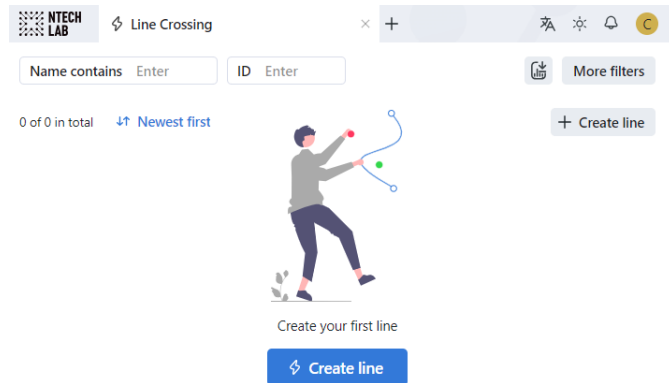 NTECH
LAB
Line Crossing
C
Name contains Enter
ID Enter
More filters
0 of 0 in total
Newest first
Create line
Create your first line
Create line